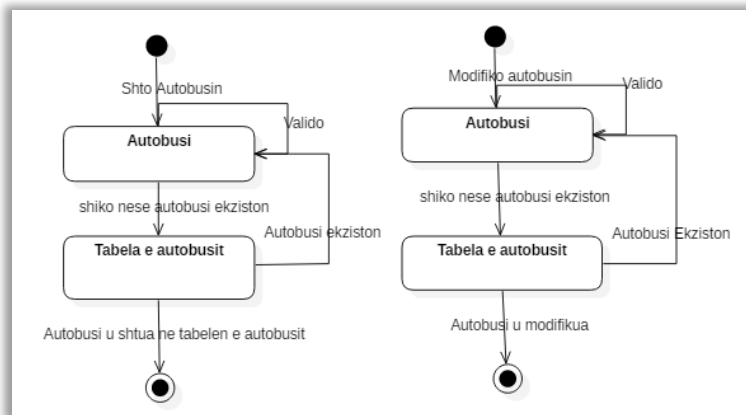 Shto Autobusin
Valido
Autobusi
shiko nese autobusi ekziston
Autobusi ekziston
Tabela e autobusit
Autobusi u shtua ne tabelen e autobusit
Modifiko autobusin
Valido
Autobusi
shiko nese autobusi ekziston
Autobusi Ekziston
Tabela e autobusit
Autobusi u modifikua